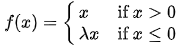 f(x) = { x if x > 0
λx if x ≤ 0